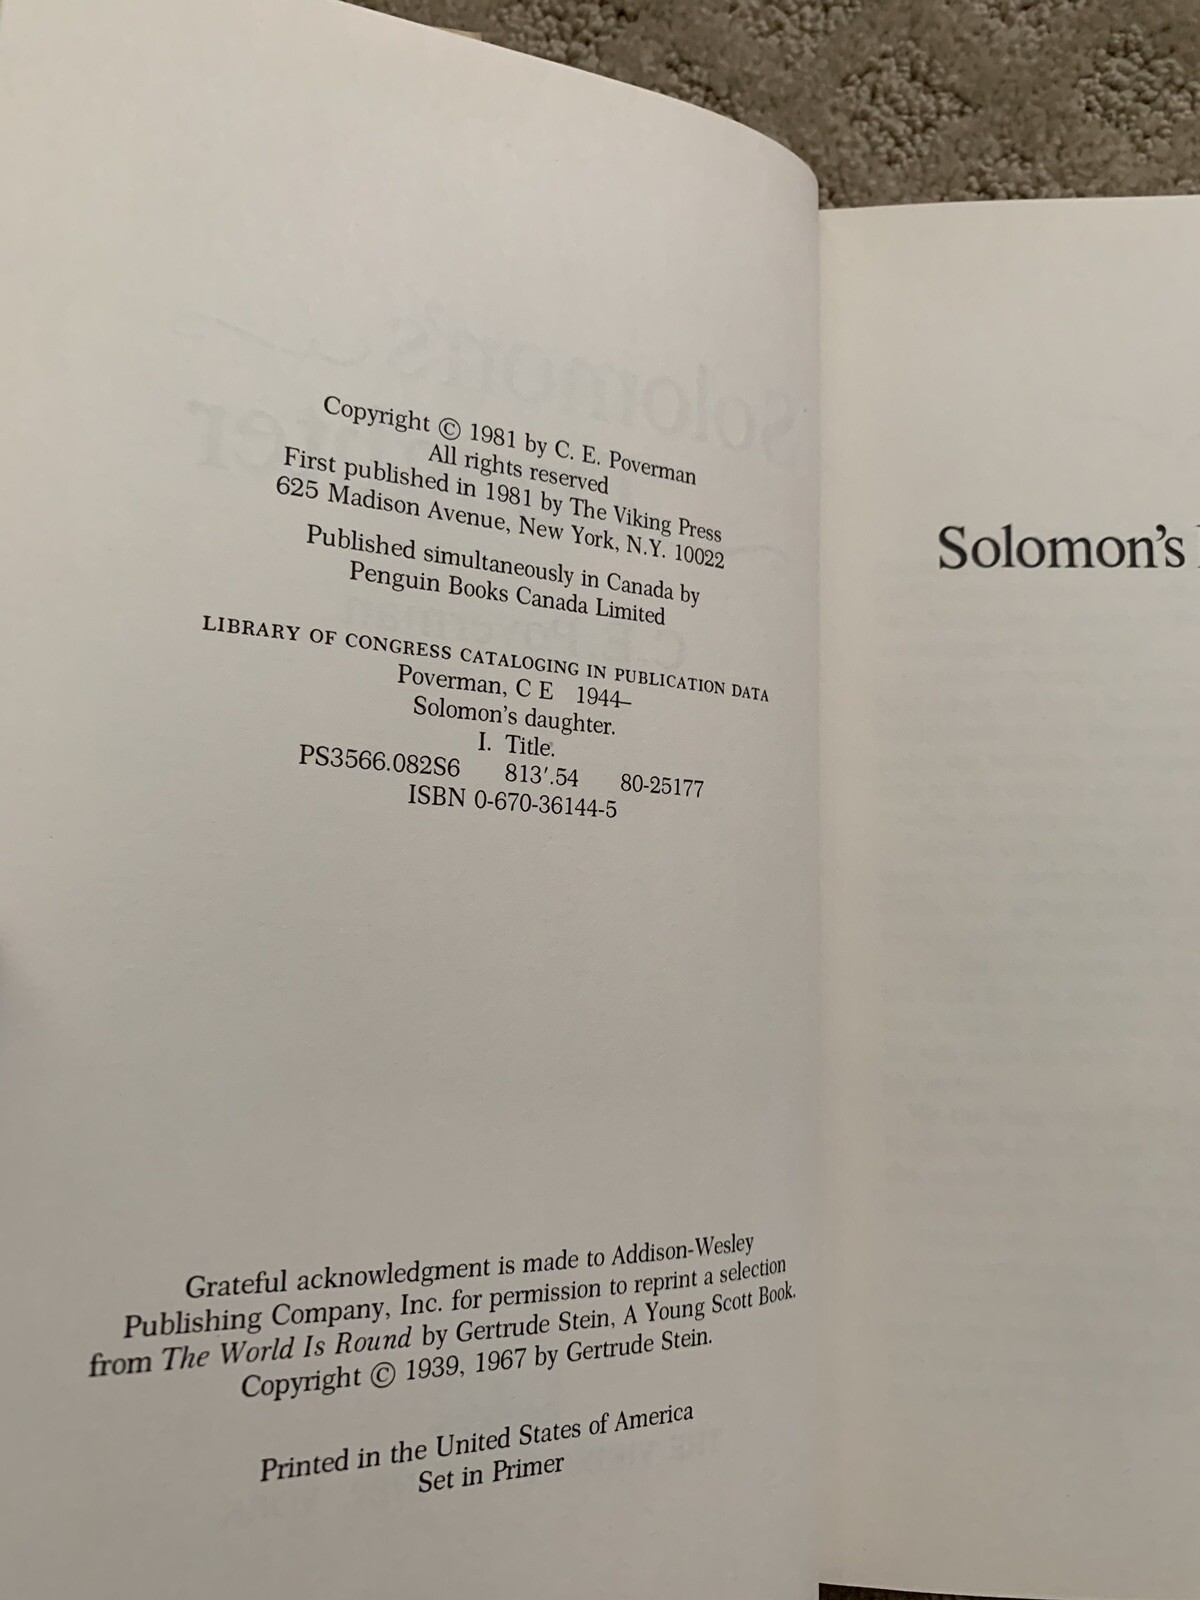 Copyright © 1981 by C. E. Poverman
All rights reserved
First published in 1981 by The Viking Press
625 Madison Avenue, New York, N.Y. 10022
Published simultaneously in Canada by
Penguin Books Canada Limited
LIBRARY OF CONGRESS CATALOGING IN PUBLICATION DATA
Poverman, C E 1944–
Solomon's daughter.
I. Title.
PS3566.082S6 813'.54 80-25177
ISBN 0-670-36144-5
Grateful acknowledgment is made to Addison-Wesley
Publishing Company, Inc. for permission to reprint a selection
from The World Is Round by Gertrude Stein, A Young Scott Book.
Copyright © 1939, 1967 by Gertrude Stein.
Printed in the United States of America
Set in Primer
Solomon's